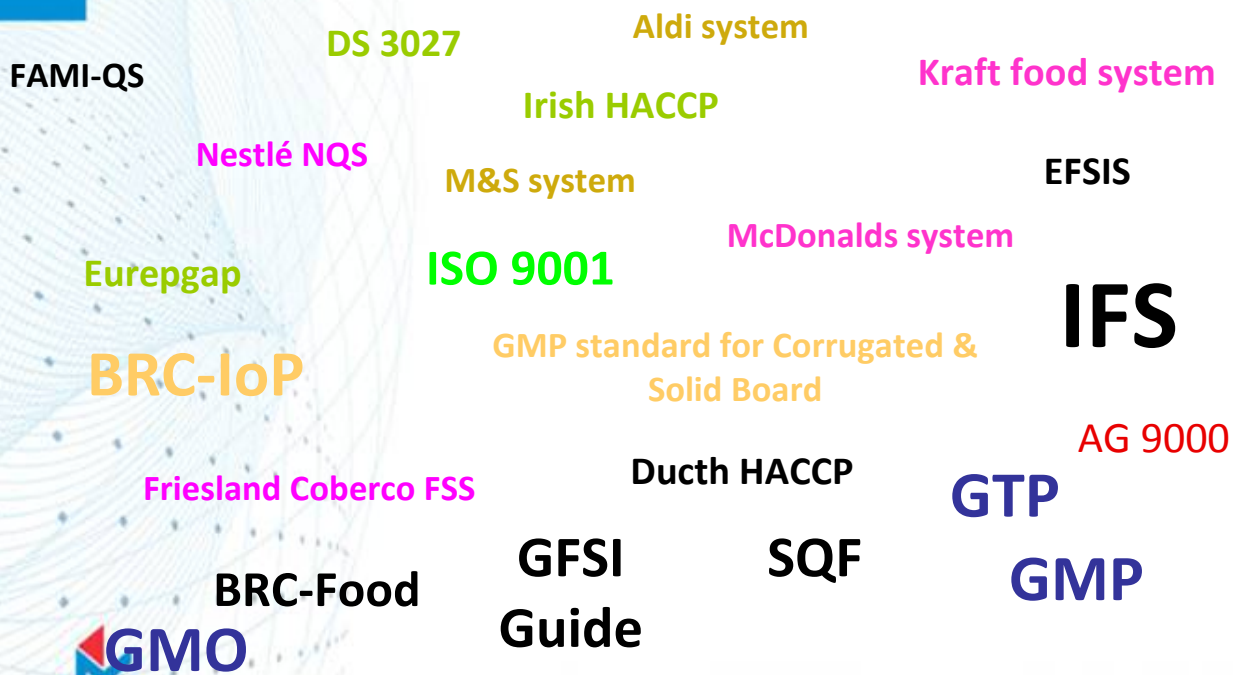 Aldi system
DS 3027
FAMI-QS
Kraft food system
Irish HACCP
Nestlé NQS
M&S system
EFSIS
McDonalds system
Eurepgap
ISO 9001
IFS
BRC-IoP
GMP standard for Corrugated &
Solid Board
AG 9000
Friesland Coberco FSS
Ducth HACCP
GTP
GFSI
Guide
SQF
BRC-Food
GMP
GMO